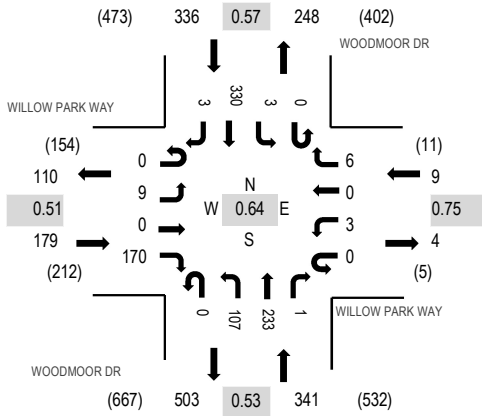 (473) 336 0.57 248 (402)
WOODMOOR DR
WILLOW PARK WAY
3 330 3 0
(154) 0 6 (11)
110 9
9 N 0
0.51 W 0.64 E 0.75
0 S 3
179 4
170 0
(212) (5)
0 107 233 1
WILLOW PARK WAY
WOODMOOR DR
(667) 503 0.53 341 (532)